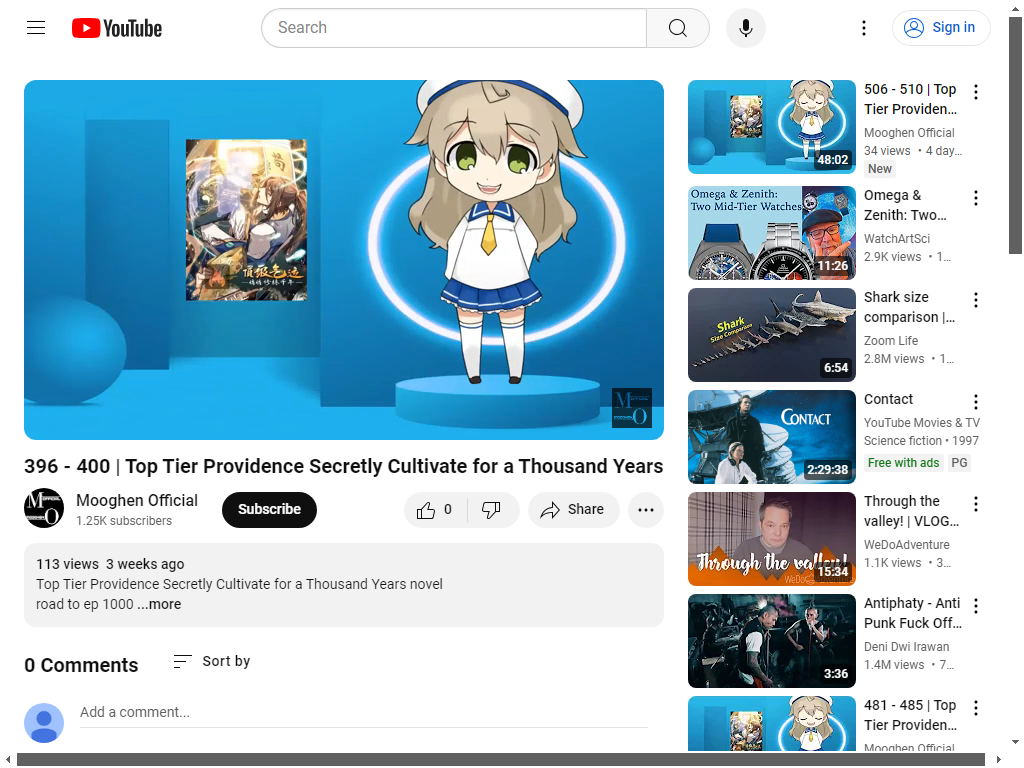 YouTube
Search
Sign in
頂級氣运
悄悄修炼千年
M OFFICIAL
MOOGHEN O
396 - 400 | Top Tier Providence Secretly Cultivate for a Thousand Years
Mooghen Official
1.25K subscribers
Subscribe
0
Share
113 views 3 weeks ago
Top Tier Providence Secretly Cultivate for a Thousand Years novel
road to ep 1000 ...more
0 Comments
Sort by
Add a comment...
506 - 510 | Top
Tier Providen...
Mooghen Official
34 views • 4 day...
New
48:02
Omega & Zenith:
Two Mid-Tier Watches
11:26
Omega &
Zenith: Two...
WatchArtSci
2.9K views • 1...
Shark
Size Comparison
6:54
Shark size
comparison |...
Zoom Life
2.8M views • 1...
CONTACT
2:29:38
Contact
YouTube Movies & TV
Science fiction • 1997
Free with ads PG
Through the valley!
15:34
Through the
valley! | VLOG...
WeDoAdventure
1.1K views • 3...
3:36
Antiphaty - Anti
Punk Fuck Off...
Deni Dwi Irawan
1.4M views • 7...
481 - 485 | Top
Tier Providen...
Mooghen Official